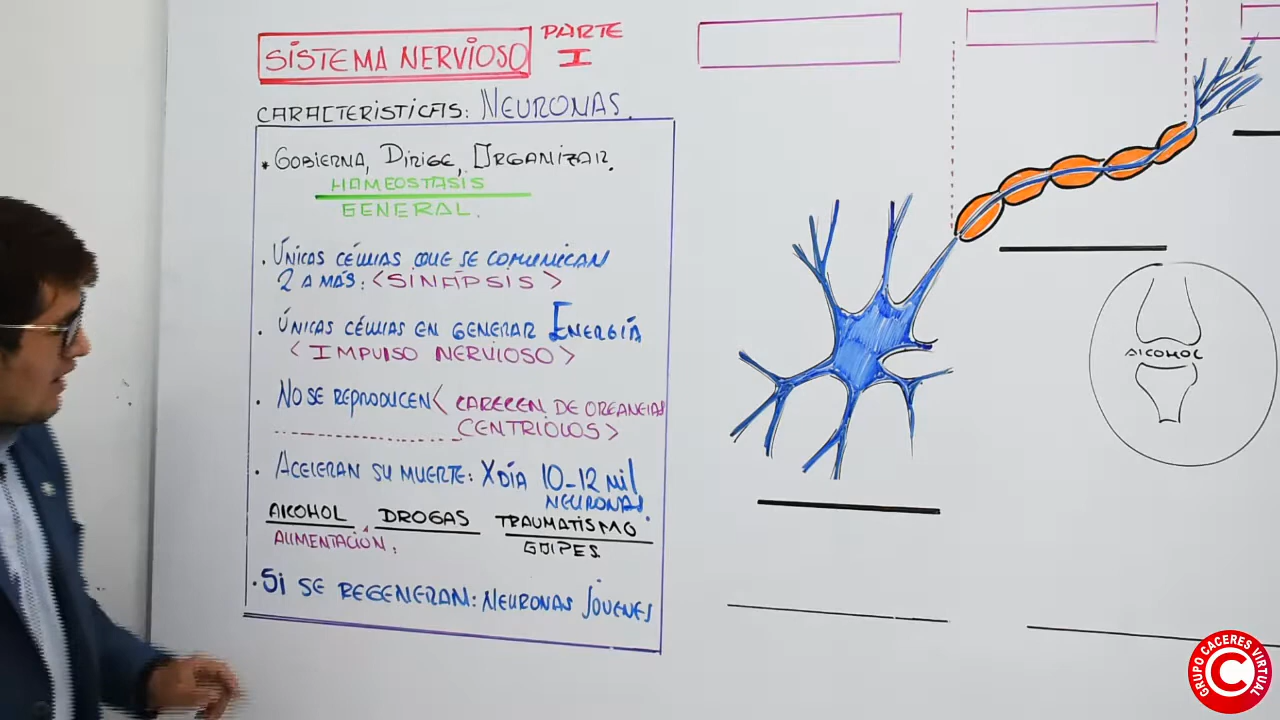 SISTEMA NERVIOSO
PARTE
I
CARACTERISTICAS: NEURONAS.
• GOBIERNA, DIRIGE, ORGANIZAR.
HOMEOSTASIS
GENERAL.
. ÚNICAS CÉLULAS QUE SE COMUNICAN
2 A MÁS: <SINÁPSIS>
. ÚNICAS CÉLULAS EN GENERAR ENERGÍA
< IMPULSO NERVIOSO >
. NO SE REPRODUCEN < CARECEN DE ORGANELAS
CENTRIOLOS >
. ACELERAN SU MUERTE: X DÍA 10-12 mil
NEURONAS.
ALCOHOL, DROGAS TRAUMATISMO
ALIMENTACIÓN. GOLPES.
. SI SE REGENERAN: NEURONAS JÓVENES
ALCOHOL
GRUPO CACERES VIRTUAL
C